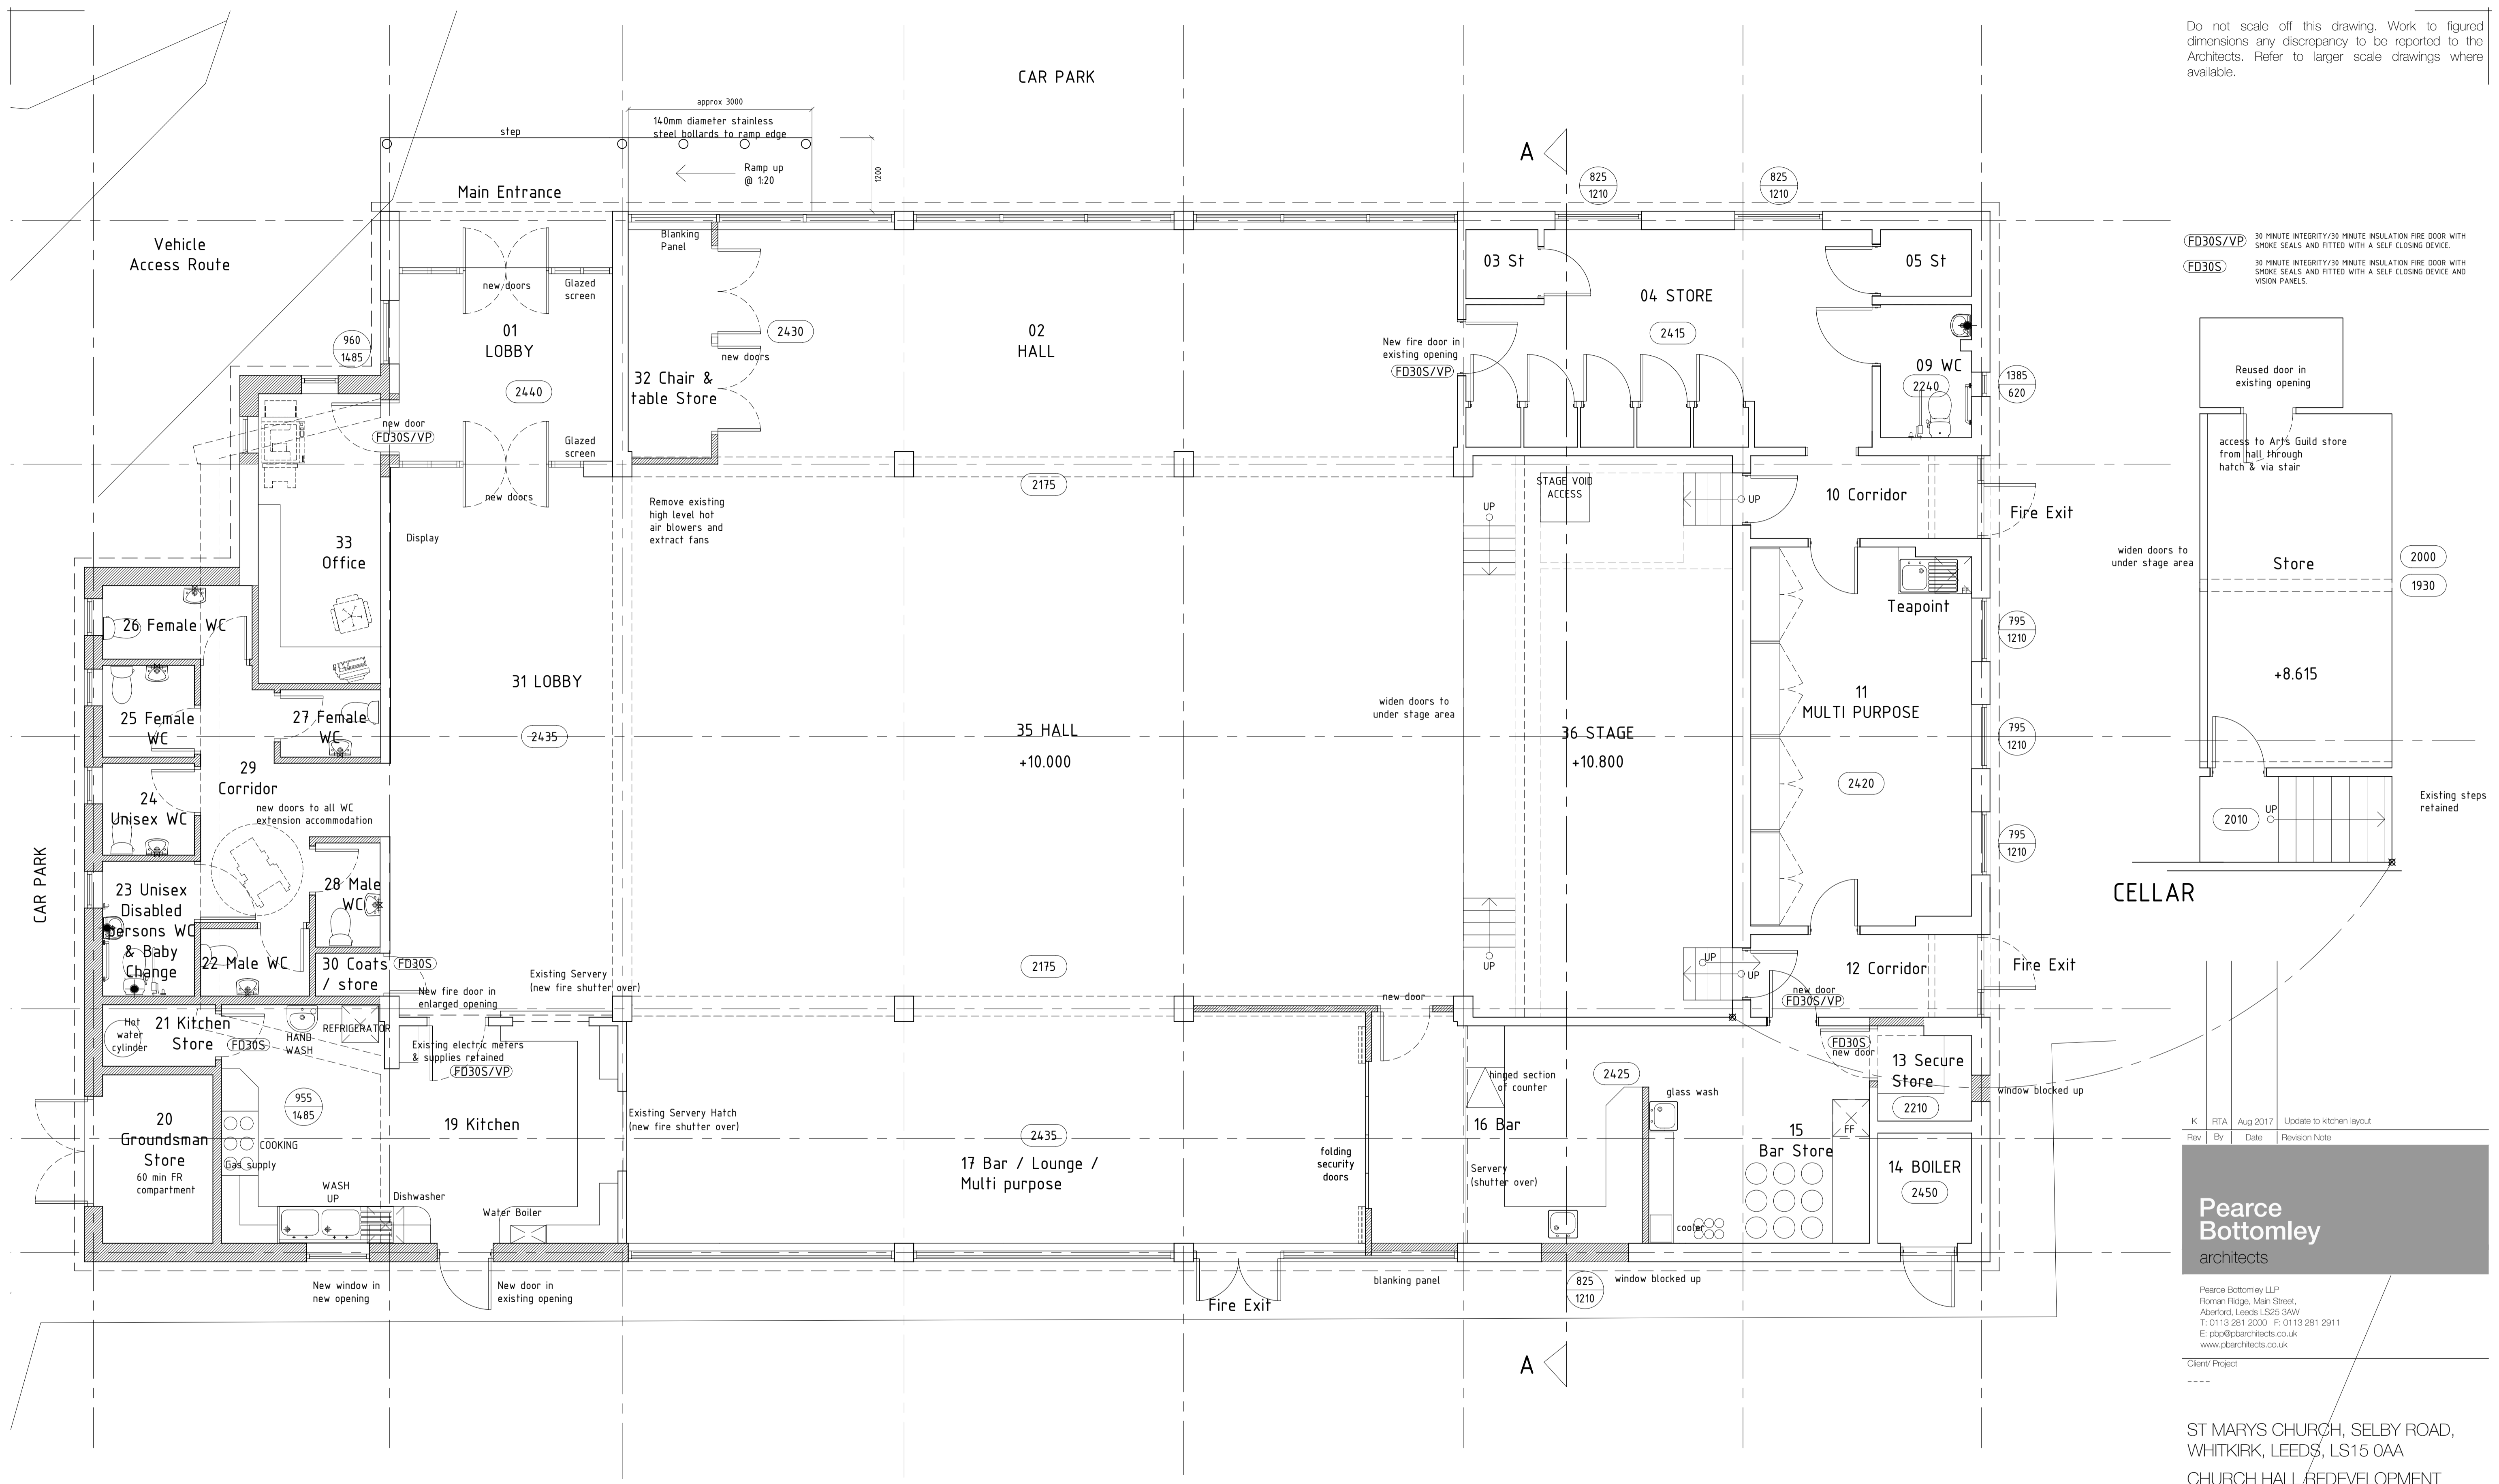 Do not scale off this drawing. Work to figured
dimensions any discrepancy to be reported to the
Architects. Refer to larger scale drawings where
available.
CAR PARK
approx 3000
140mm diameter stainless
steel bollards to ramp edge
step
Ramp up
@ 1:20
1200
Main Entrance
A
825
1210
825
1210
Vehicle
Access Route
Blanking
Panel
new doors
Glazed
screen
01
LOBBY
2440
960
1485
new door
FD30S/VP
Glazed
screen
new doors
2430
new doors
32 Chair &
table Store
02
HALL
New fire door in
existing opening
FD30S/VP
03 St
04 STORE
2415
05 St
09 WC
2240
1385
620
FD30S/VP
30 MINUTE INTEGRITY/30 MINUTE INSULATION FIRE DOOR WITH
SMOKE SEALS AND FITTED WITH A SELF CLOSING DEVICE.
FD30S
30 MINUTE INTEGRITY/30 MINUTE INSULATION FIRE DOOR WITH
SMOKE SEALS AND FITTED WITH A SELF CLOSING DEVICE AND
VISION PANELS.
Reused door in
existing opening
access to Arts Guild store
from hall through
hatch & via stair
widen doors to
under stage area
Store
2000
1930
+8.615
UP
2010
Existing steps
retained
CELLAR
2175
Remove existing
high level hot
air blowers and
extract fans
Display
33
Office
STAGE VOID
ACCESS
UP
UP
10 Corridor
Fire Exit
Teapoint
FF
795
1210
11
MULTI PURPOSE
795
1210
2420
795
1210
26 Female WC
25 Female
WC
27 Female
WC
31 LOBBY
2435
35 HALL
+10.000
widen doors to
under stage area
36 STAGE
+10.800
24
Unisex WC
29
Corridor
new doors to all WC
extension accommodation
CAR PARK
23 Unisex
Disabled
persons WC
& Baby
Change
28 Male
WC
22 Male WC
30 Coats
/ store
FD30S
Existing Servery
(new fire shutter over)
New fire door in
enlarged opening
2175
UP
UP
UP
12 Corridor
Fire Exit
new door
FD30S/VP
new door
Hot
water
cylinder
21 Kitchen
Store
FD30S
HAND
WASH
REFRIGERATOR
Existing electric meters
& supplies retained
FD30S/VP
955
1485
20
Groundsman
Store
60 min FR
compartment
COOKING
Gas supply
WASH
UP
Dishwasher
19 Kitchen
Water Boiler
Existing Servery Hatch
(new fire shutter over)
2435
17 Bar / Lounge /
Multi purpose
folding
security
doors
hinged section
of counter
16 Bar
Servery
(shutter over)
2425
glass wash
cooler
15
Bar Store
FF
FD30S
new door
13 Secure
Store
2210
window blocked up
14 BOILER
2450
New window in
new opening
New door in
existing opening
Fire Exit
blanking panel
825
1210
window blocked up
A
K RTA Aug 2017 Update to kitchen layout
Rev By Date Revision Note
Pearce
Bottomley
architects
Pearce Bottomley LLP
Roman Ridge, Main Street,
Aberford, Leeds LS25 3AW
T: 0113 281 2000 F: 0113 281 2911
E: pbp@pbarchitects.co.uk
www.pbarchitects.co.uk
Client/ Project
----
ST MARYS CHURCH, SELBY ROAD,
WHITKIRK, LEEDS, LS15 0AA
CHURCH HALL REDEVELOPMENT